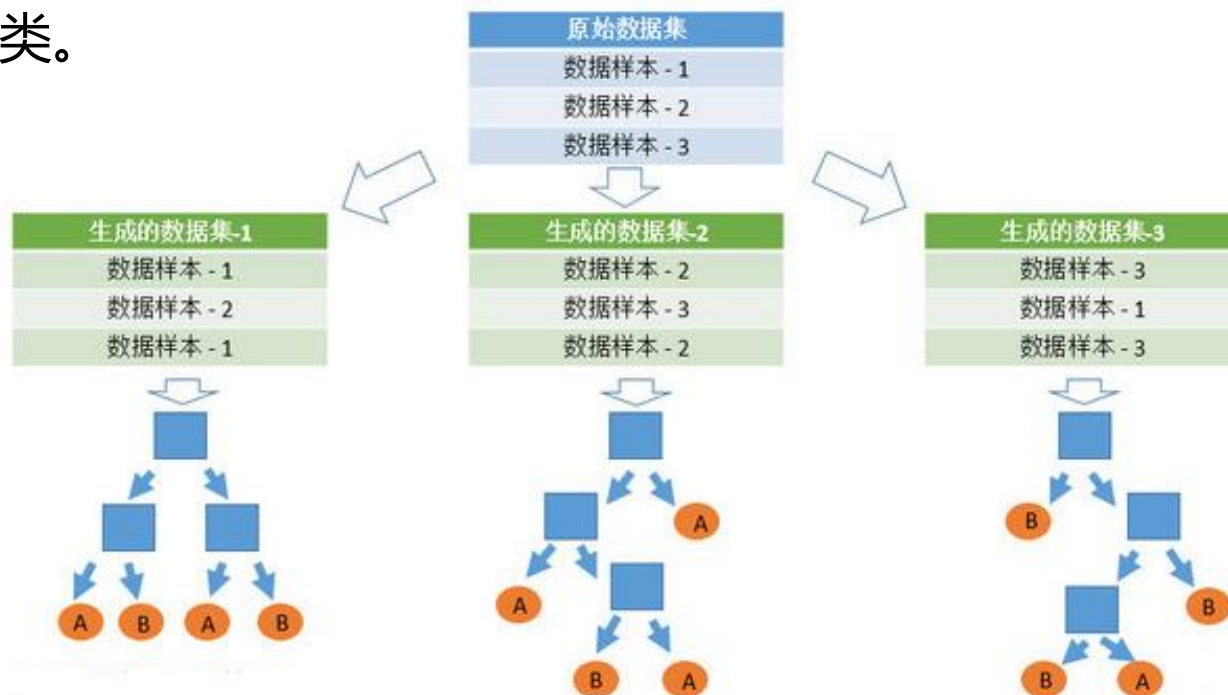 类。
原始数据集
数据样本 - 1
数据样本 - 2
数据样本 - 3
生成的数据集-1
数据样本 - 1
数据样本 - 2
数据样本 - 1
生成的数据集-2
数据样本 - 2
数据样本 - 3
数据样本 - 2
生成的数据集-3
数据样本 - 3
数据样本 - 1
数据样本 - 3
A B A B
A
A
B A
B
B
B A